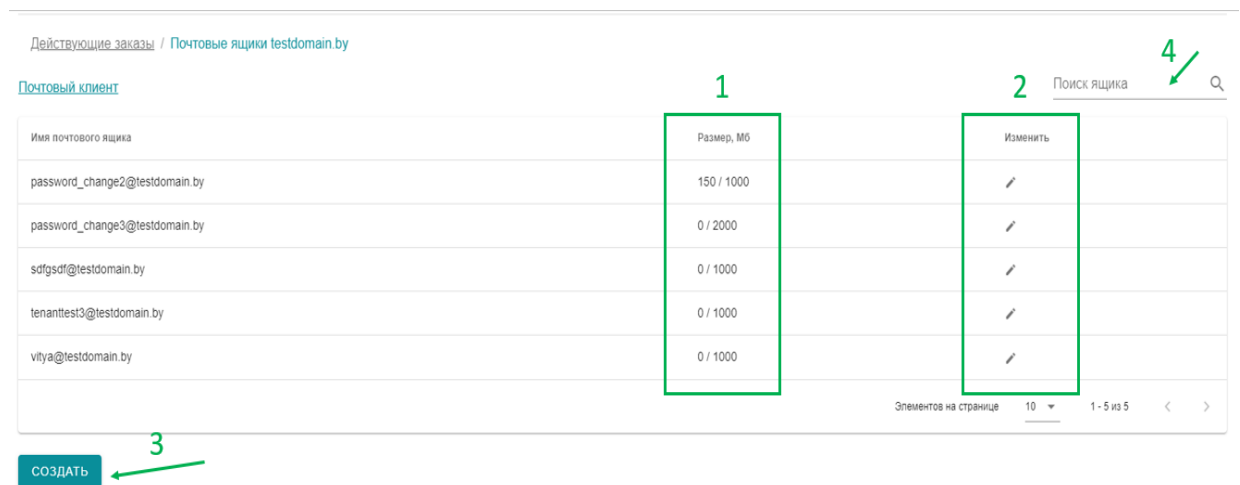 Действующие заказы / Почтовые ящики testdomain.by
4
Почтовый клиент
1
2
Поиск ящика
Имя почтового ящика Размер, Мб Изменить
password_change2@testdomain.by 150 / 1000
password_change3@testdomain.by 0 / 2000
sdfgsdf@testdomain.by 0 / 1000
tenanttest3@testdomain.by 0 / 1000
vitya@testdomain.by 0 / 1000
Элементов на странице 10 1 - 5 из 5
3
СОЗДАТЬ